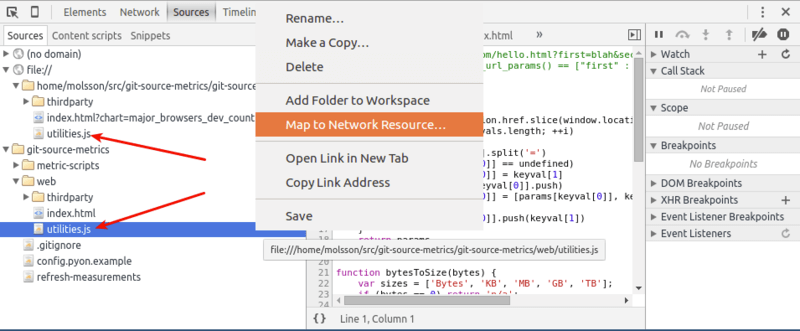 Elements Network Sources Timeline
Sources Content scripts Snippets
(no domain)
file://
home/molsson/src/git-source-metrics/git-source
thirdparty
index.html?chart=major_browsers_dev_count
utilities.js
git-source-metrics
metric-scripts
web
thirdparty
index.html
utilities.js
.gitignore
config.pyon.example
refresh-measurements
Rename...
Make a Copy...
Delete
Add Folder to Workspace
Map to Network Resource...
Open Link in New Tab
Copy Link Address
Save
file:///home/molsson/src/git-source-metrics/git-source-metrics/web/utilities.js
x.html
om/hello.html?first=blah&sec
_url_params() == ["first" :
on.href.slice(window.locati
vals.length; ++i)
].split('=')
[0]] == undefined)
[0]] = keyval[1]
eyval[0]].push)
[0]] = [params[keyval[0]], ke
[0]].push(keyval[1])
17 }
18 return params
21 function bytesToSize(bytes) {
22 var sizes = ['Bytes', 'KB', 'MB', 'GB', 'TB'];
23 if (bytes == 0) return 'n/a';
{} Line 1, Column 1
Watch
Call Stack
Not Paused
Scope
Not Paused
Breakpoints
No Breakpoints
DOM Breakpoints
XHR Breakpoints
Event Listener Breakpoints
Event Listeners